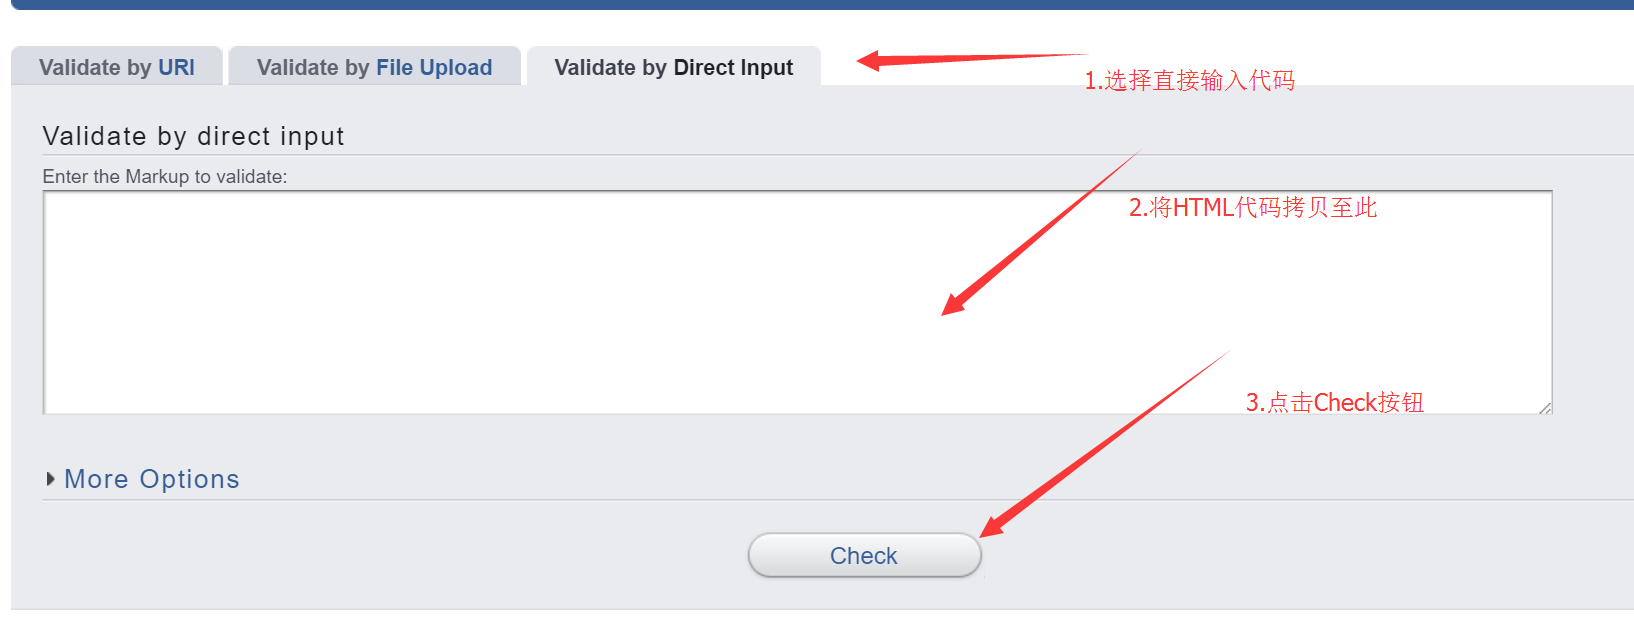 Validate by URI
Validate by File Upload
Validate by Direct Input
1.选择直接输入代码
Validate by direct input
Enter the Markup to validate:
2.将HTML代码拷贝至此
3.点击Check按钮
More Options
Check